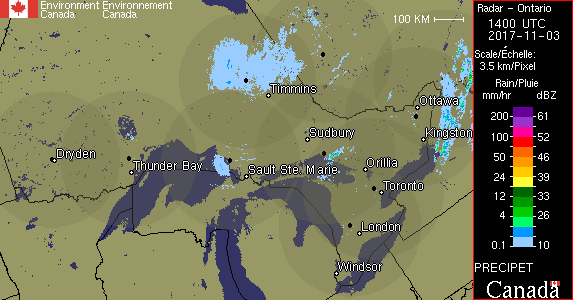 Environment Environnement
Canada Canada
100 KM
Timmins
Ottawa
Sudbury
Kingston
Dryden
Thunder Bay
Sault Ste. Marie
Orillia
Toronto
London
Windsor
Radar - Ontario
1400 UTC
2017-11-03
Scale/Échelle:
3.5 km/Pixel
Rain/Pluie
mm/hr dBZ
200 61
100 52
50 46
24 39
12 33
4 26
0.1 10
PRECIPET
Canada